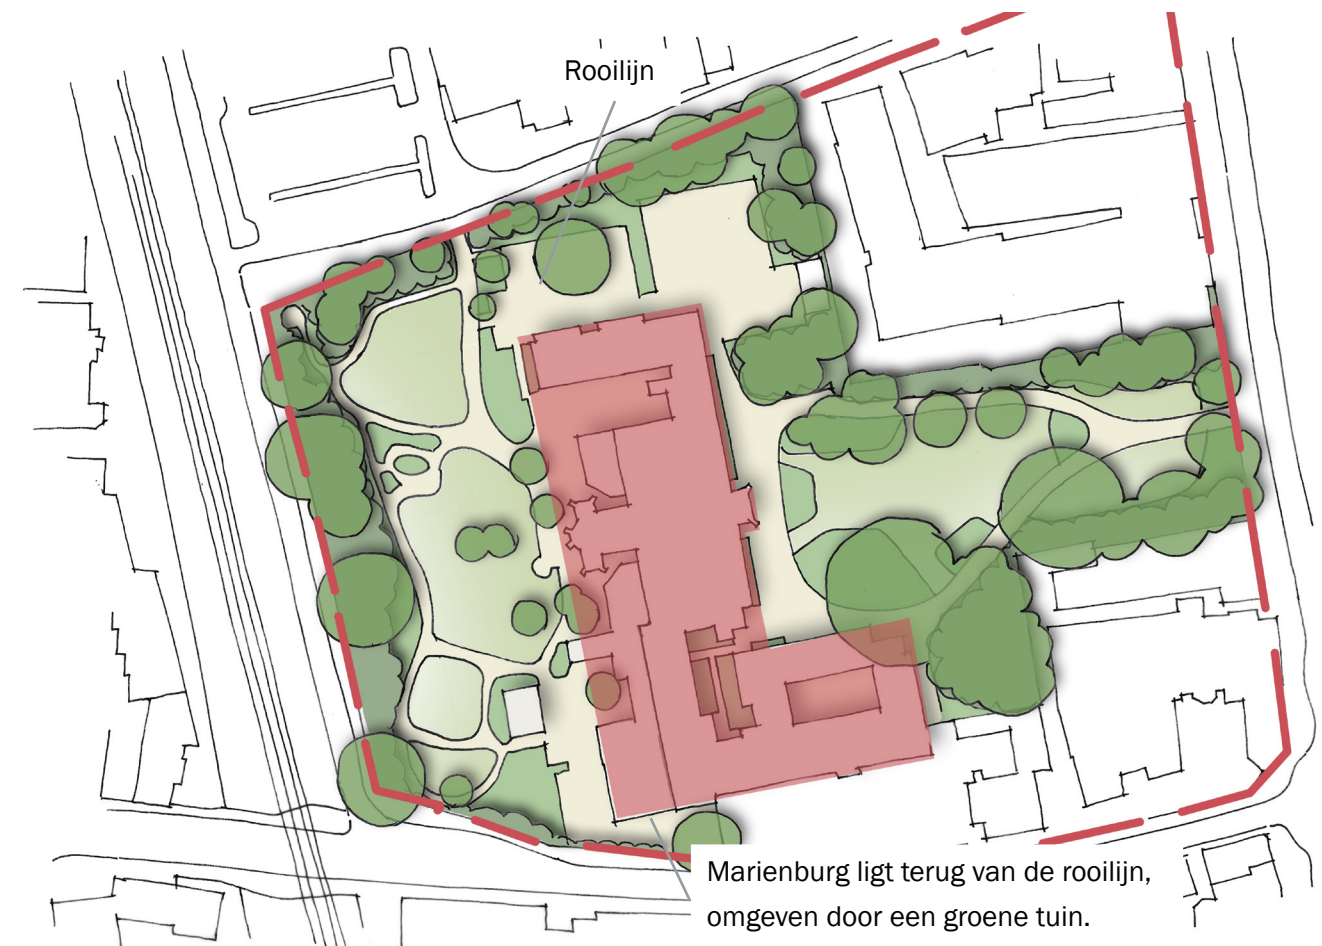 Rooilijn
Marienburg ligt terug van de rooilijn,
omgeven door een groene tuin.